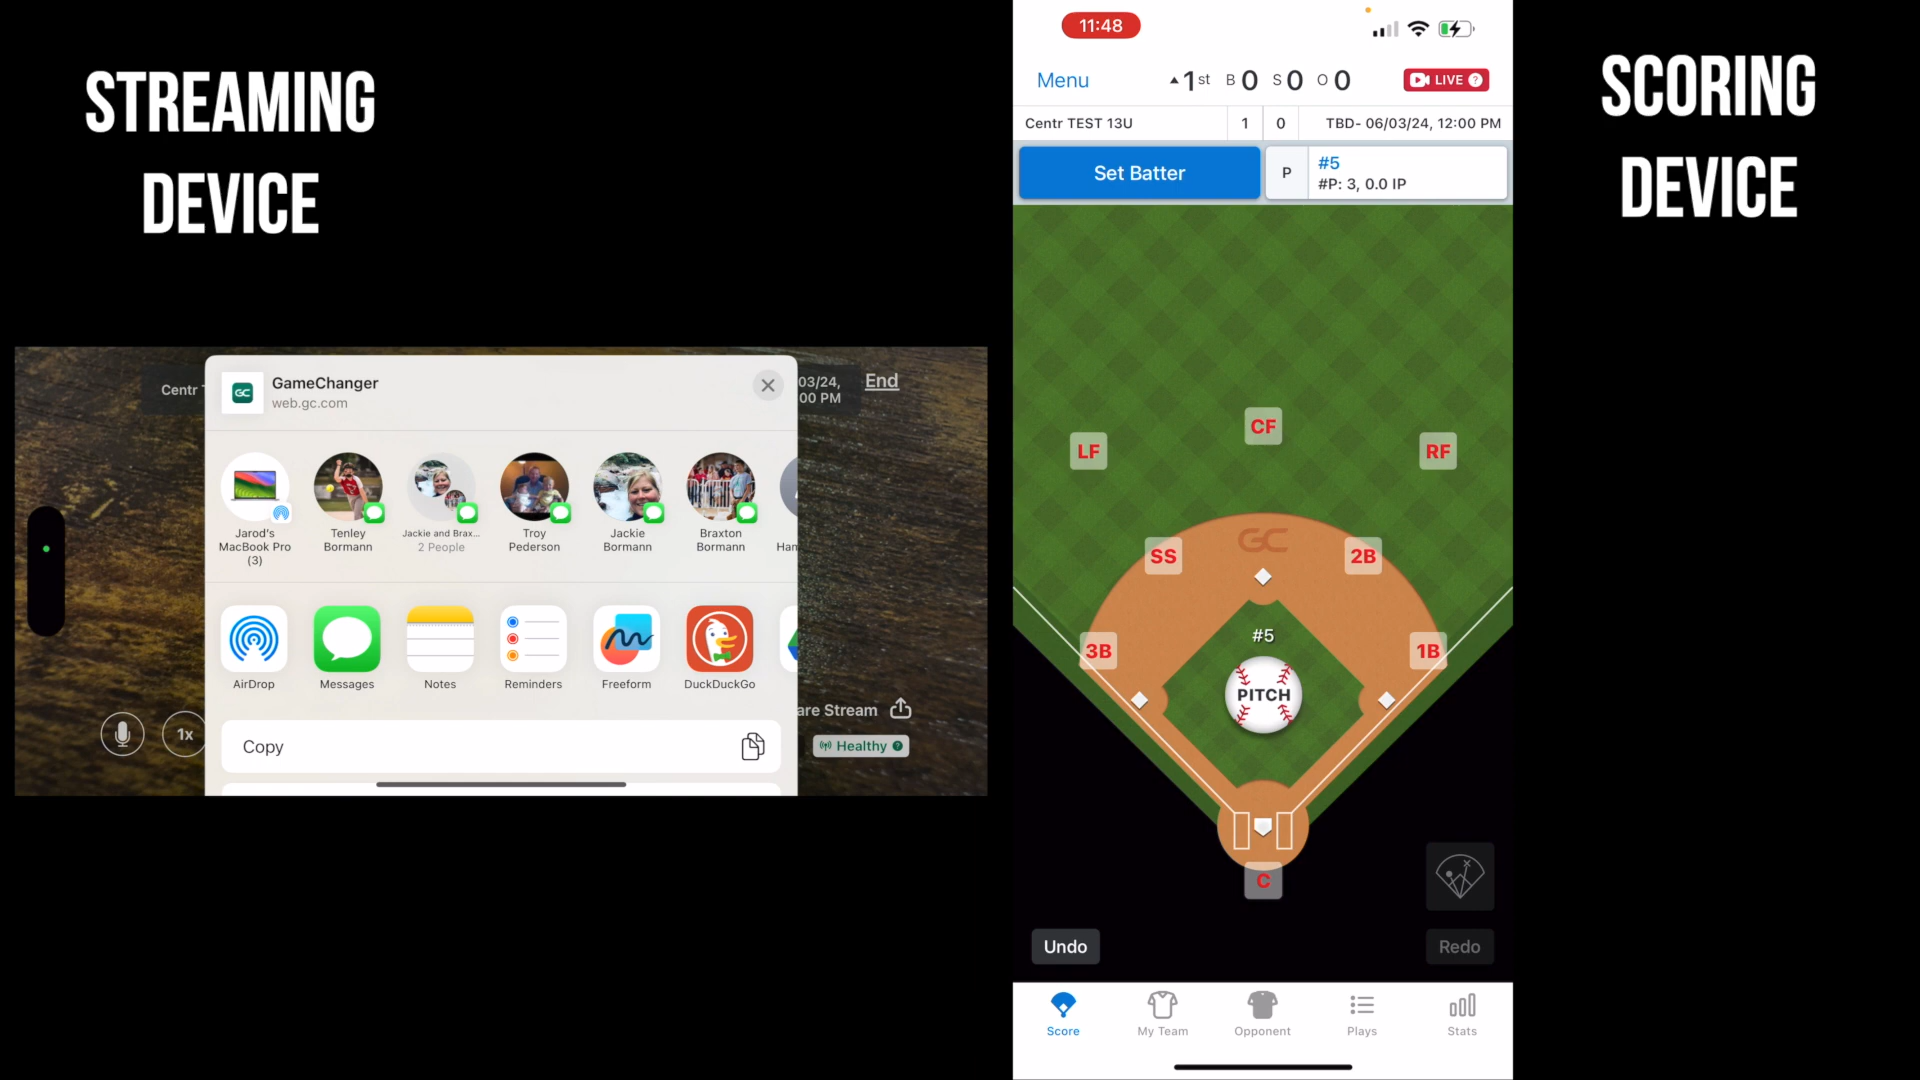 STREAMING
DEVICE
Centr
GC
GameChanger
web.gc.com
03/24,
00 PM
End
Jarod's
MacBook Pro
(3)
Tenley
Bormann
Jackie and Brax...
2 People
Troy
Pederson
Jackie
Bormann
Braxton
Bormann
Han
AirDrop
Messages
Notes
Reminders
Freeform
DuckDuckGo
are Stream
1x
Copy
Healthy ?
11:48
Menu
1st B 0 S 0 O 0
LIVE ?
Centr TEST 13U 1 0 TBD- 06/03/24, 12:00 PM
Set Batter
P
#5
#P: 3, 0.0 IP
CF
LF
RF
GC
SS
2B
#5
3B
1B
PITCH
C
Undo
Redo
Score
My Team
Opponent
Plays
Stats
SCORING
DEVICE